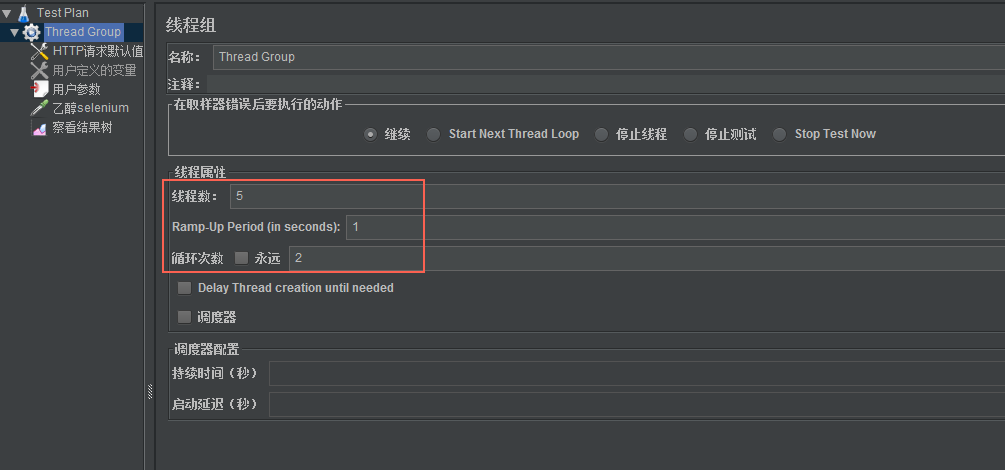 Test Plan
Thread Group
HTTP请求默认值
用户定义的变量
用户参数
乙醇selenium
察看结果树
线程组
名称： Thread Group
注释：
在取样器错误后要执行的动作
继续 Start Next Thread Loop 停止线程 停止测试 Stop Test Now
线程属性
线程数： 5
Ramp-Up Period (in seconds): 1
循环次数 永远 2
Delay Thread creation until needed
调度器
调度器配置
持续时间（秒）
启动延迟（秒）